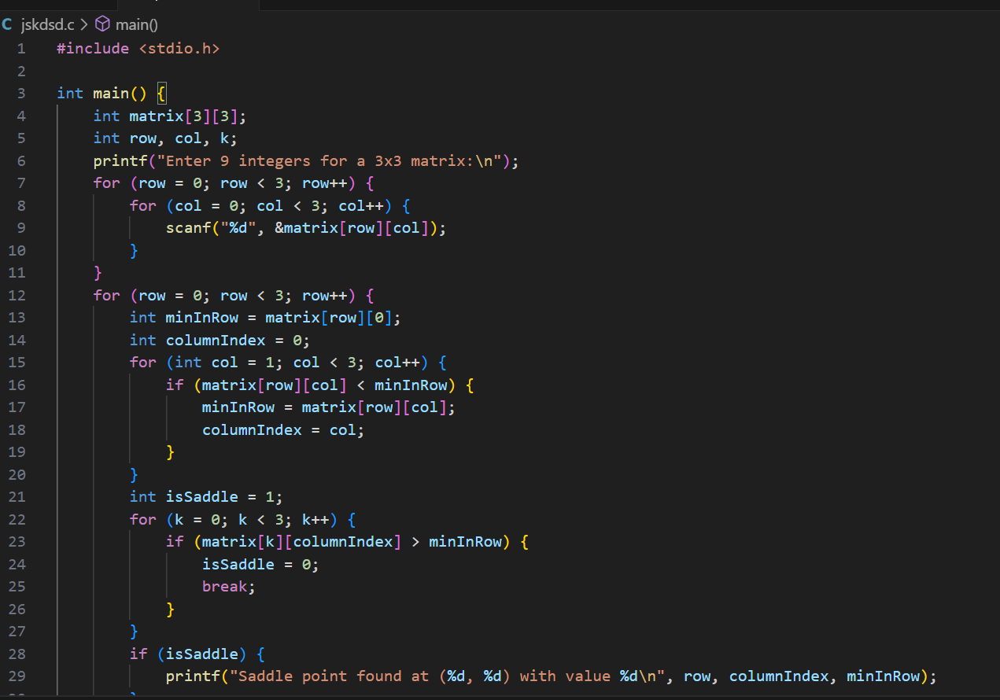 jskdsd.c > main()
1 #include <stdio.h>
2
3 int main() {
4     int matrix[3][3];
5     int row, col, k;
6     printf("Enter 9 integers for a 3x3 matrix:\n");
7     for (row = 0; row < 3; row++) {
8         for (col = 0; col < 3; col++) {
9             scanf("%d", &matrix[row][col]);
10         }
11     }
12     for (row = 0; row < 3; row++) {
13         int minInRow = matrix[row][0];
14         int columnIndex = 0;
15         for (int col = 1; col < 3; col++) {
16             if (matrix[row][col] < minInRow) {
17                 minInRow = matrix[row][col];
18                 columnIndex = col;
19             }
20         }
21         int isSaddle = 1;
22         for (k = 0; k < 3; k++) {
23             if (matrix[k][columnIndex] > minInRow) {
24                 isSaddle = 0;
25                 break;
26             }
27         }
28         if (isSaddle) {
29             printf("Saddle point found at (%d, %d) with value %d\n", row, columnIndex, minInRow);